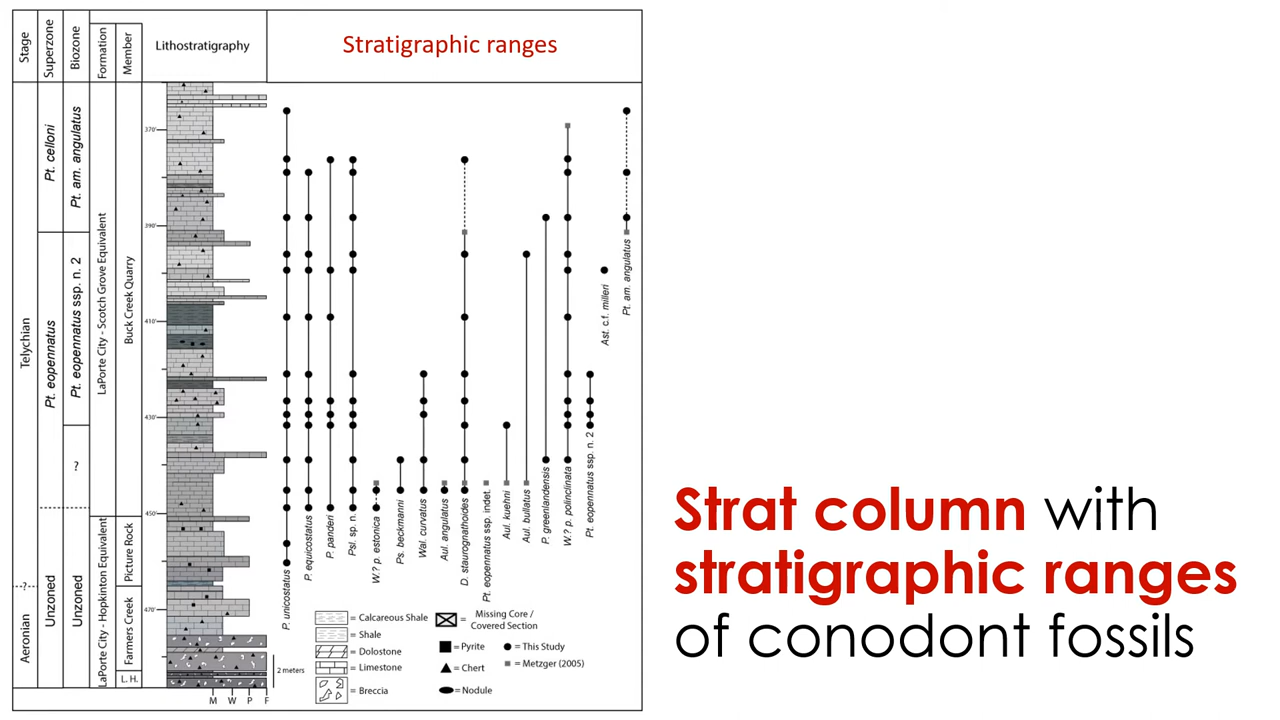 Stage
Superzone
Biozone
Formation
Member
Lithostratigraphy
Stratigraphic ranges
Telychian
Aeronian
?
Pt. celloni
Pt. eopennatus
Unzoned
Pt. am. angulatus
Pt. eopennatus ssp. n. 2
?
Unzoned
LaPorte City - Scotch Grove Equivalent
LaPorte City - Hopkinton Equivalent
Buck Creek Quarry
Picture Rock
Farmers Creek
L. H.
370'
390'
410'
430'
450'
470'
M W P F
2 meters
P. unicostatus
P. equicostatus
P. panderi
Psl. sp n.
W.? p. estonica
Ps. beckmanni
Wal. curvatus
Aul. angulatus
D. staurognathoides
Pt. eopennatus ssp. indet.
Aul. kuehni
Aul. bullatus
P. greenlandensis
W.? p. polinclinata
Pt. eopennatus ssp. n. 2
Ast. c.f. milleri
Pt. am. angulatus
= Calcareous Shale
= Shale
= Dolostone
= Limestone
= Breccia
= Missing Core /
Covered Section
= Pyrite
= Chert
= Nodule
= This Study
= Metzger (2005)
Strat column with
stratigraphic ranges
of conodont fossils